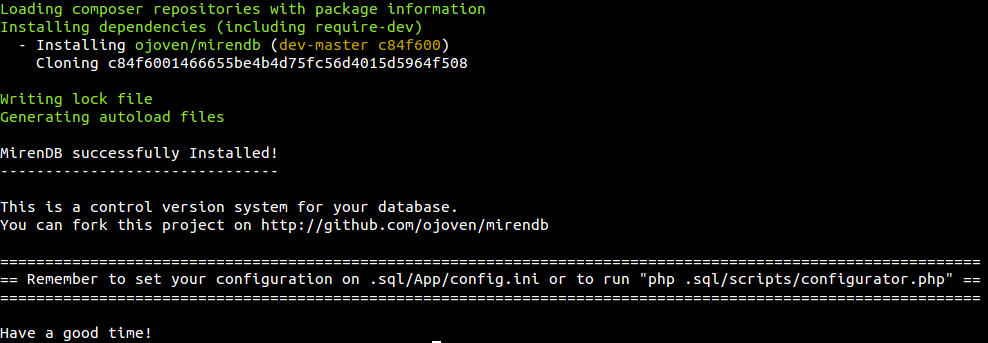 Loading composer repositories with package information
Installing dependencies (including require-dev)
  - Installing ojoven/mirendb (dev-master c84f600)
    Cloning c84f6001466655be4b4d75fc56d4015d5964f508
Writing lock file
Generating autoload files
MirenDB successfully Installed!
-------------------------------
This is a control version system for your database.
You can fork this project on http://github.com/ojoven/mirendb
=============================================================================================================
== Remember to set your configuration on .sql/App/config.ini or to run "php .sql/scripts/configurator.php" ==
=============================================================================================================
Have a good time!